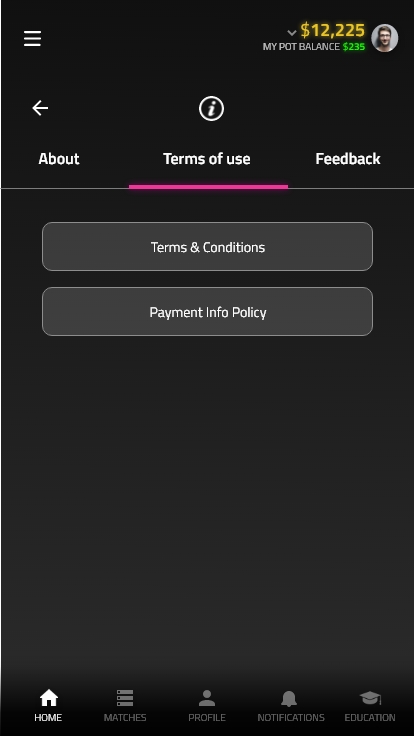 $12,225
MY POT BALANCE $235
i
About Terms of use Feedback
Terms & Conditions
Payment Info Policy
HOME MATCHES PROFILE NOTIFICATIONS EDUCATION